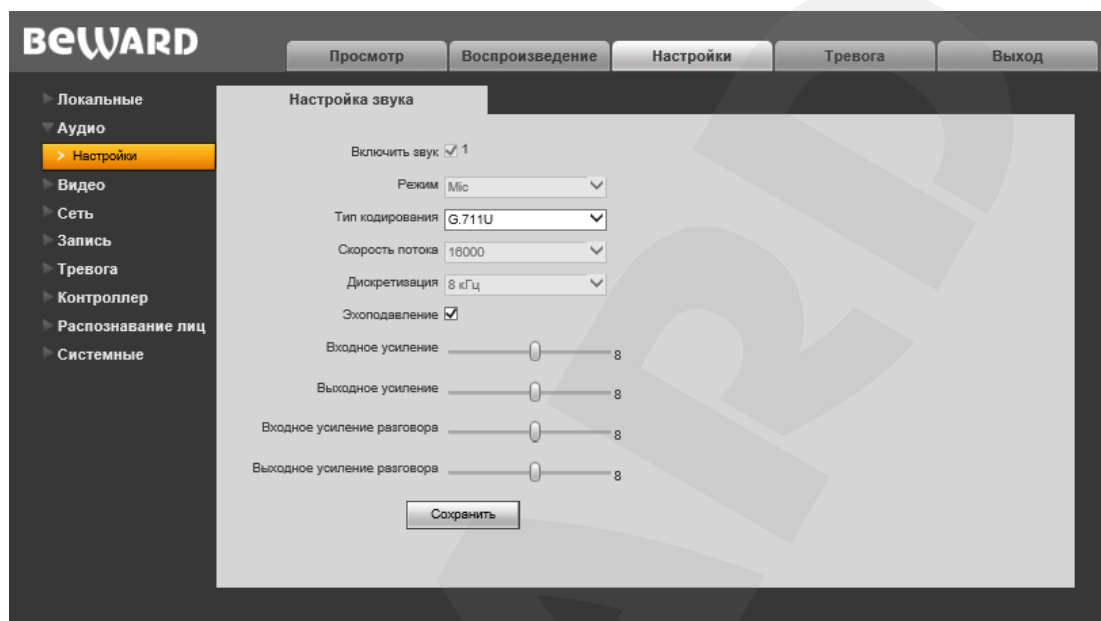 BEWARD
Просмотр Воспроизведение Настройки Тревога Выход
Локальные
Аудио
> Настройки
Видео
Сеть
Запись
Тревога
Контроллер
Распознавание лиц
Системные
Настройка звука
Включить звук 1
Режим Mic
Тип кодирования G.711U
Скорость потока 16000
Дискретизация 8 кГц
Эхоподавление
Входное усиление 8
Выходное усиление 8
Входное усиление разговора 8
Выходное усиление разговора 8
Сохранить